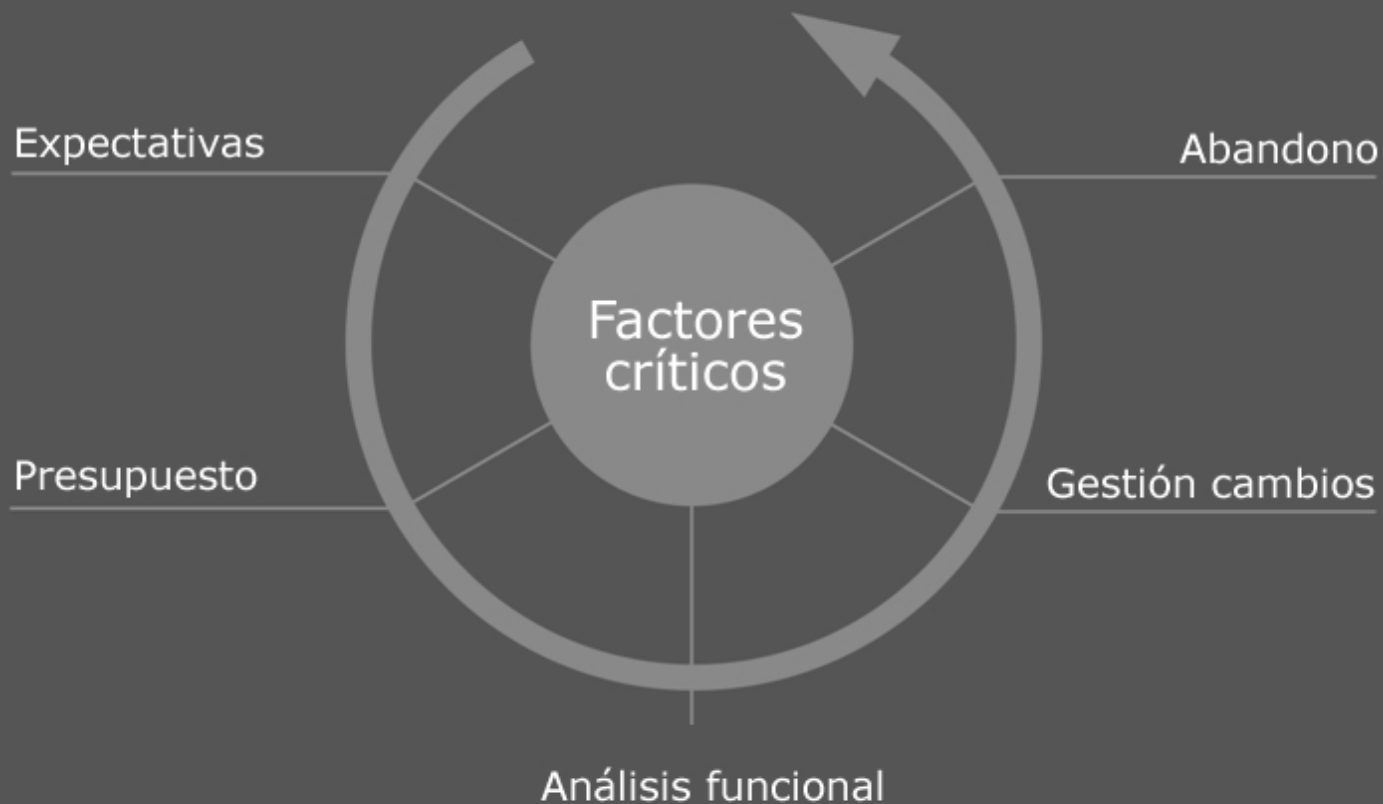 Expectativas
Abandono
Factores
críticos
Presupuesto
Gestión cambios
Análisis funcional